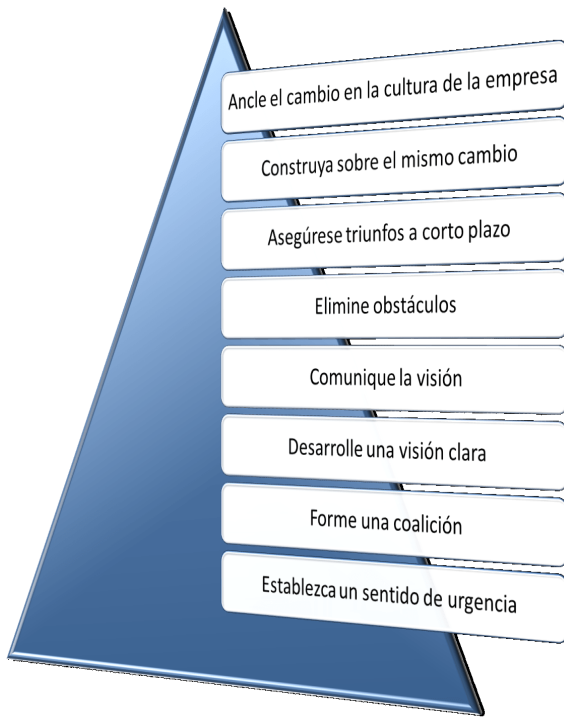 Ancle el cambio en la cultura de la empresa
Construya sobre el mismo cambio
Asegúrese triunfos a corto plazo
Elimine obstáculos
Comunique la visión
Desarrolle una visión clara
Forme una coalición
Establezca un sentido de urgencia